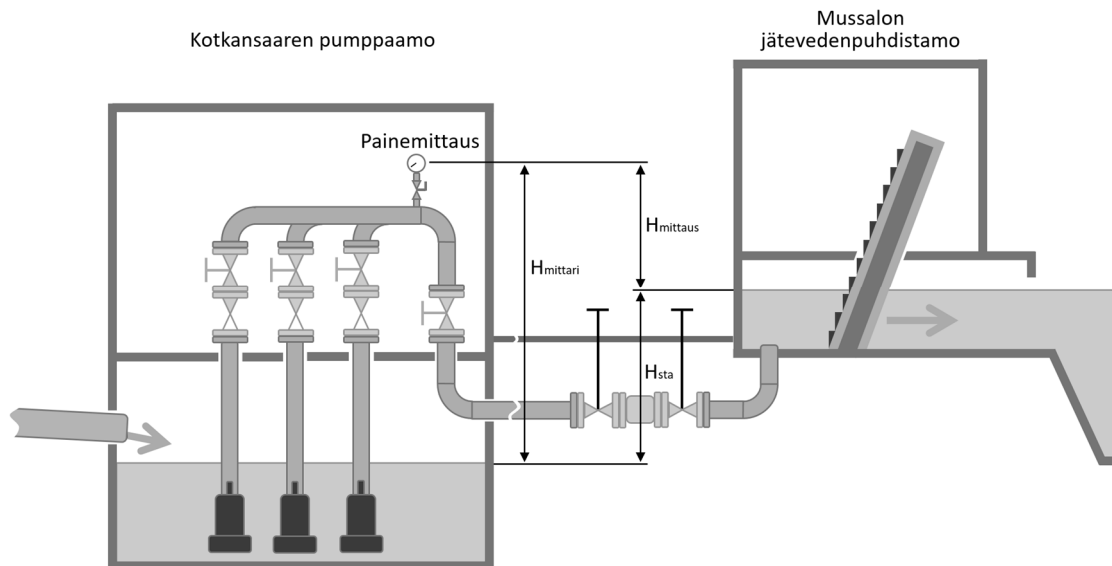 Kotkansaaren pumppaamo
Mussalon
jätevedenpuhdistamo
Painemittaus
Hmittaus
Hmittari
Hsta